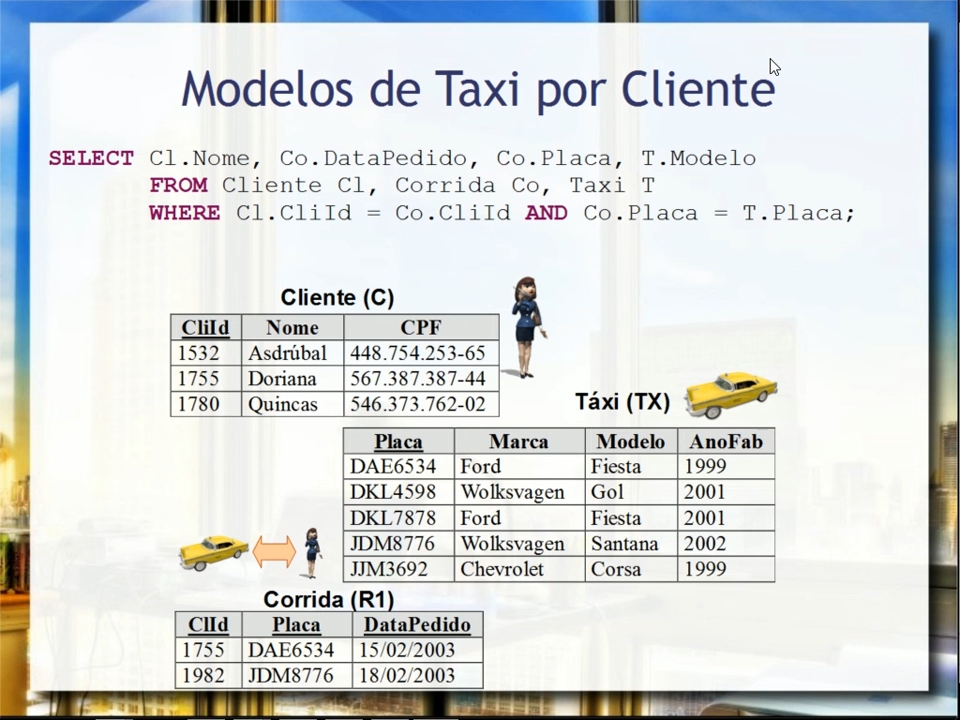 Modelos de Taxi por Cliente
SELECT Cl.Nome, Co.DataPedido, Co.Placa, T.Modelo
FROM Cliente Cl, Corrida Co, Taxi T
WHERE Cl.CliId = Co.CliId AND Co.Placa = T.Placa;
Cliente (C)
CliId Nome CPF
1532 Asdrúbal 448.754.253-65
1755 Doriana 567.387.387-44
1780 Quincas 546.373.762-02
Táxi (TX)
Placa Marca Modelo AnoFab
DAE6534 Ford Fiesta 1999
DKL4598 Wolksvagen Gol 2001
DKL7878 Ford Fiesta 2001
JDM8776 Wolksvagen Santana 2002
JJM3692 Chevrolet Corsa 1999
Corrida (R1)
ClId Placa DataPedido
1755 DAE6534 15/02/2003
1982 JDM8776 18/02/2003